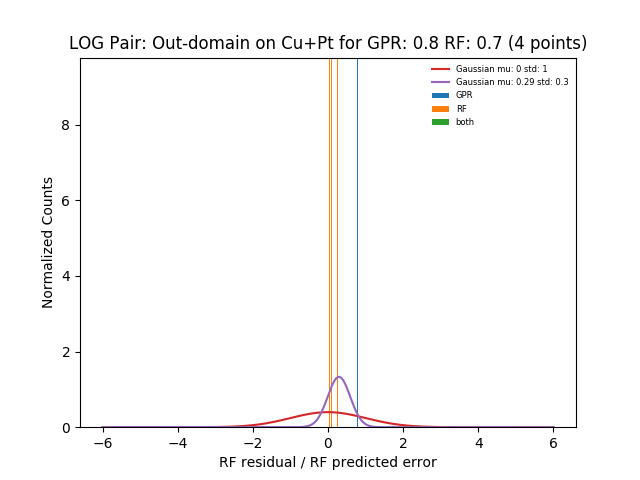 LOG Pair: Out-domain on Cu+Pt for GPR: 0.8 RF: 0.7 (4 points)
Gaussian mu: 0 std: 1
Gaussian mu: 0.29 std: 0.3
GPR
RF
both
Normalized Counts
8
6
4
2
0
−6 −4 −2 0 2 4 6
RF residual / RF predicted error